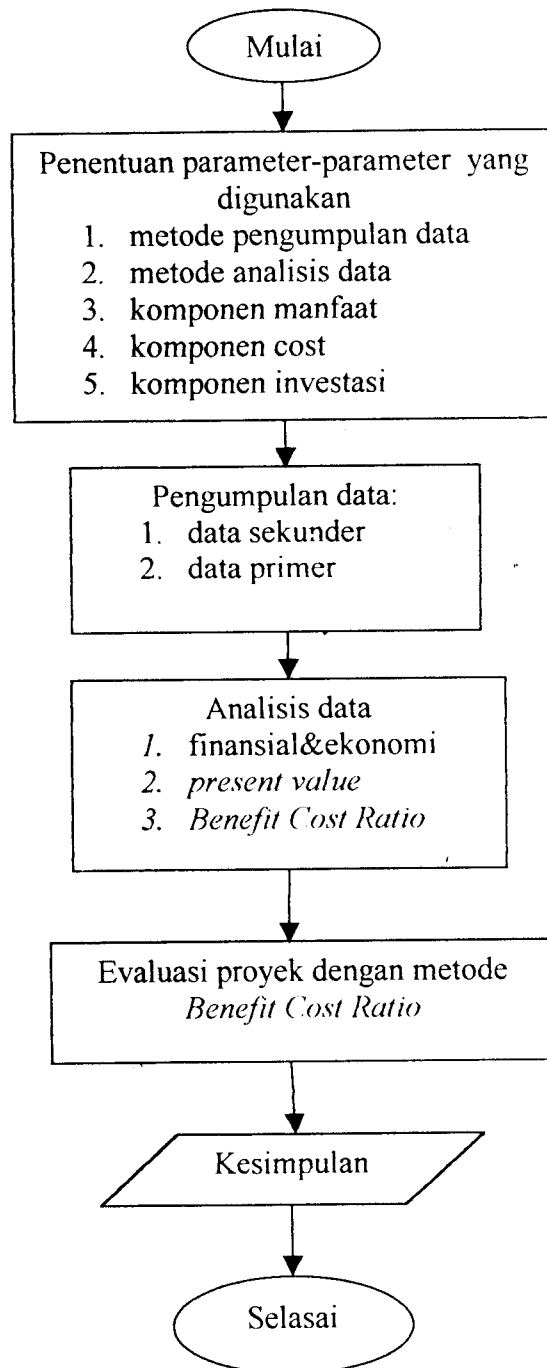 Mulai
Penentuan parameter-parameter yang
digunakan
1. metode pengumpulan data
2. metode analisis data
3. komponen manfaat
4. komponen cost
5. komponen investasi
Pengumpulan data:
1. data sekunder
2. data primer
Analisis data
1. finansial&ekonomi
2. present value
3. Benefit Cost Ratio
Evaluasi proyek dengan metode
Benefit Cost Ratio
Kesimpulan
Selasai